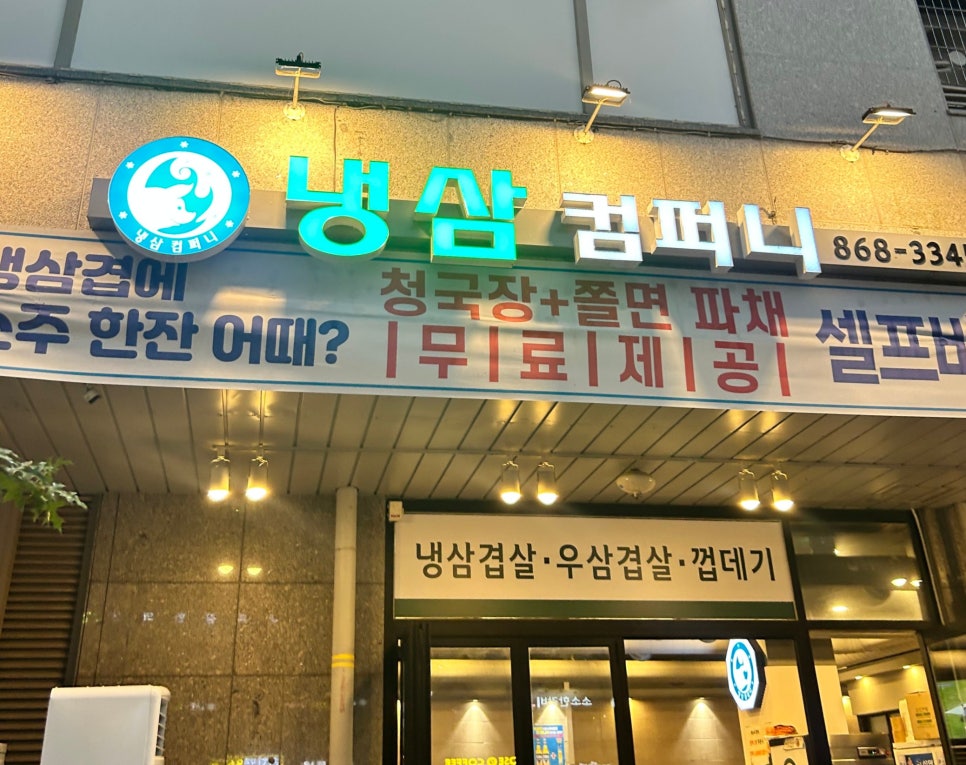 냉삼 컴퍼니
냉삼컴퍼니
868-334
냉삼겹에
소주 한잔 어때?
청국장+쫄면 파채
|무|료|제|공|
셀프바
냉삼겹살·우삼겹살·껍데기